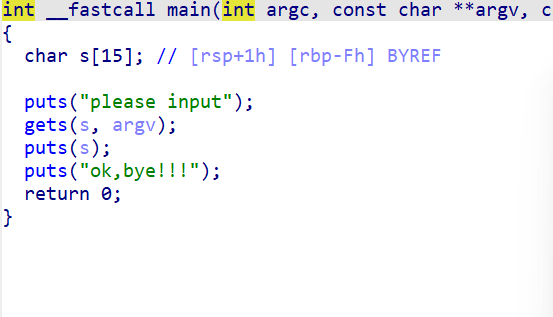 int __fastcall main(int argc, const char **argv, c
{
  char s[15]; // [rsp+1h] [rbp-Fh] BYREF
  puts("please input");
  gets(s, argv);
  puts(s);
  puts("ok,bye!!!");
  return 0;
}